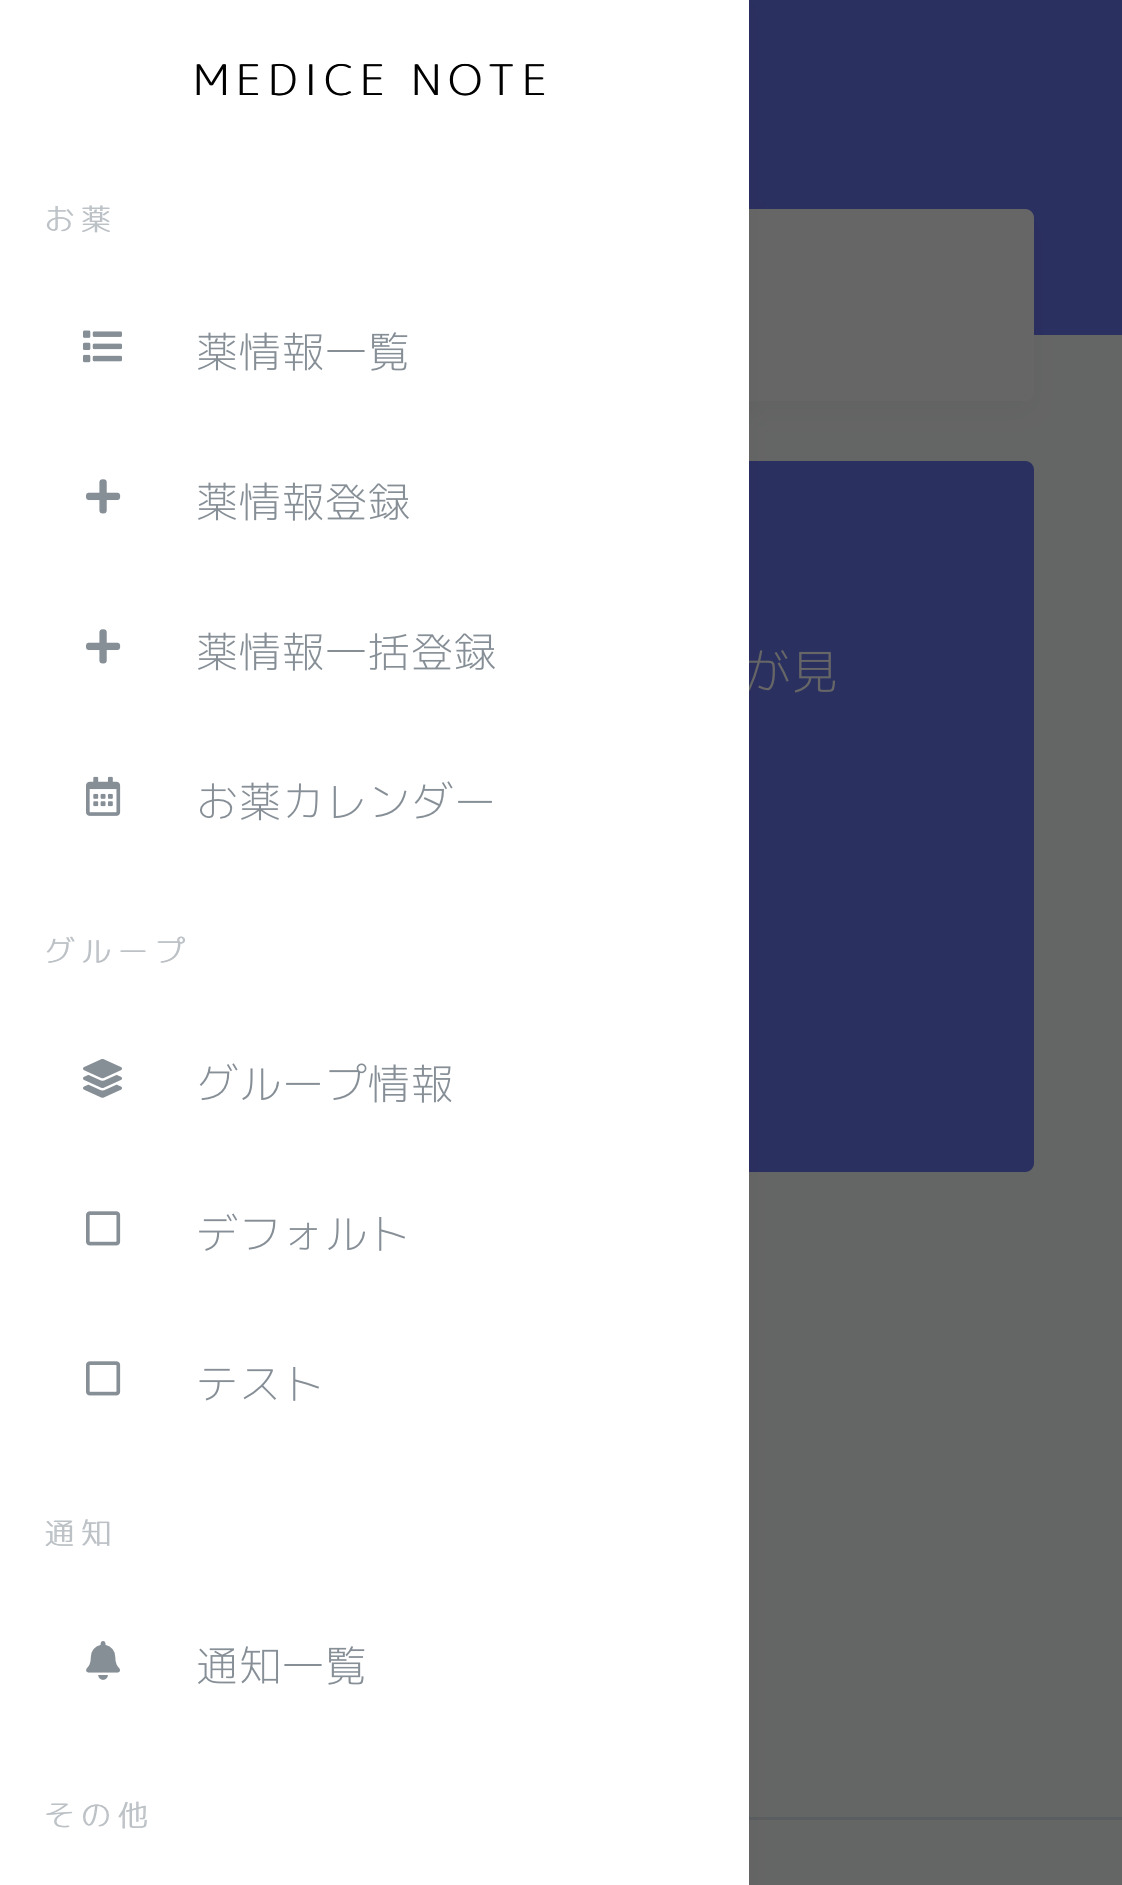 MEDICE NOTE
お薬
薬情報一覧
薬情報登録
薬情報一括登録
が見
お薬カレンダー
グループ
グループ情報
デフォルト
テスト
通知
通知一覧
その他